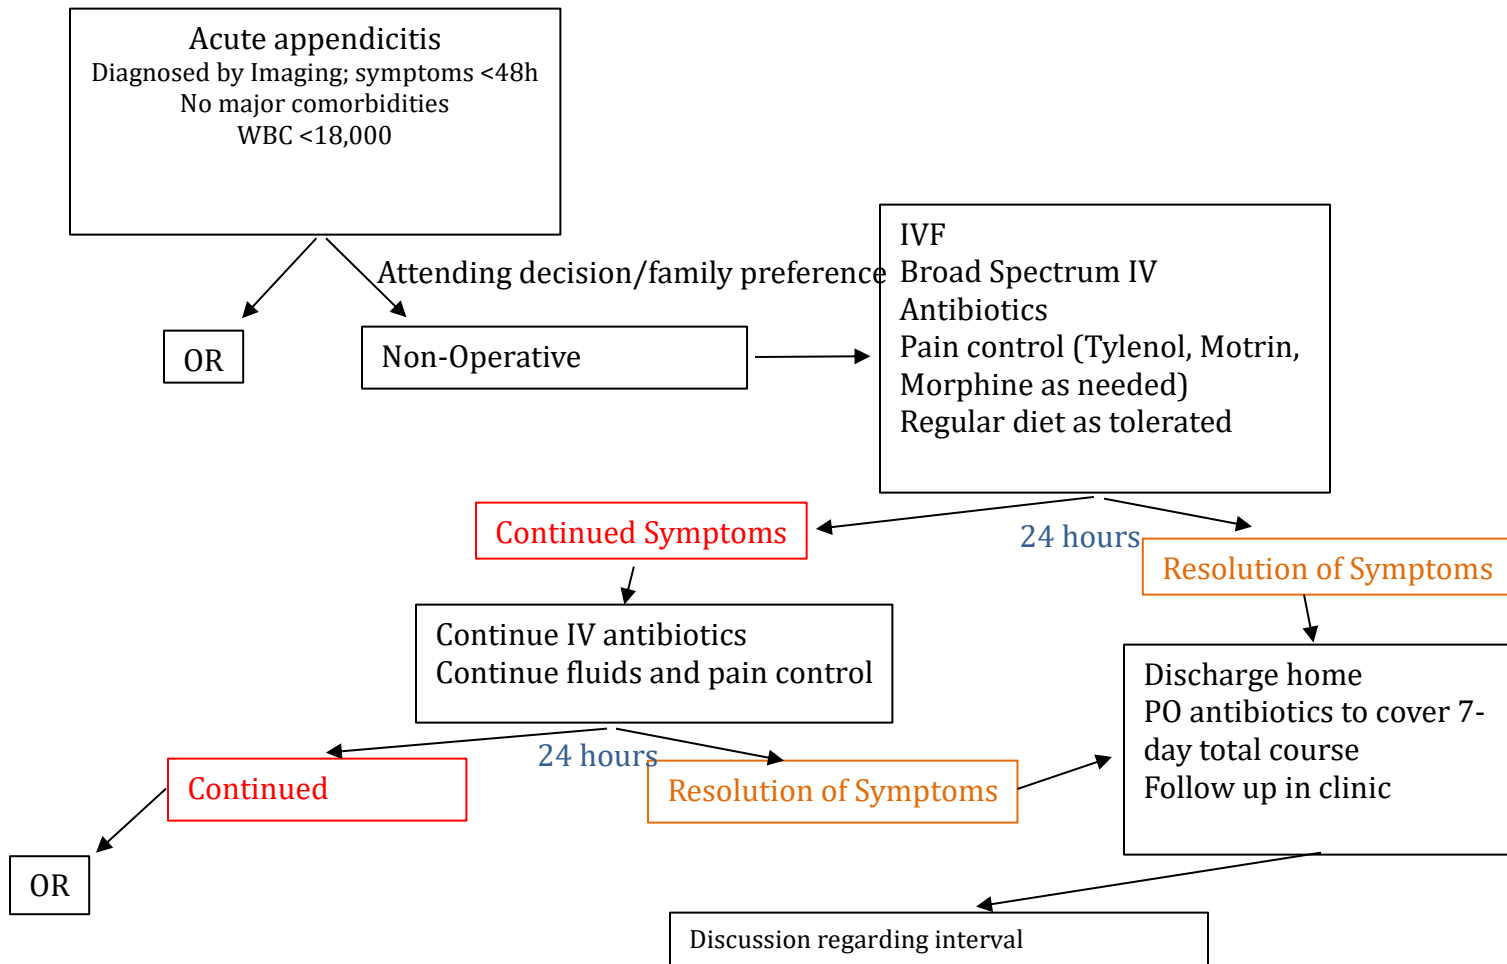 Acute appendicitis
Diagnosed by Imaging; symptoms <48h
No major comorbidities
WBC <18,000
Attending decision/family preference
OR
Non-Operative
IVF
Broad Spectrum IV
Antibiotics
Pain control (Tylenol, Motrin,
Morphine as needed)
Regular diet as tolerated
Continued Symptoms
24 hours
Resolution of Symptoms
Continue IV antibiotics
Continue fluids and pain control
Discharge home
PO antibiotics to cover 7-
day total course
Follow up in clinic
24 hours
Continued
Resolution of Symptoms
OR
Discussion regarding interval